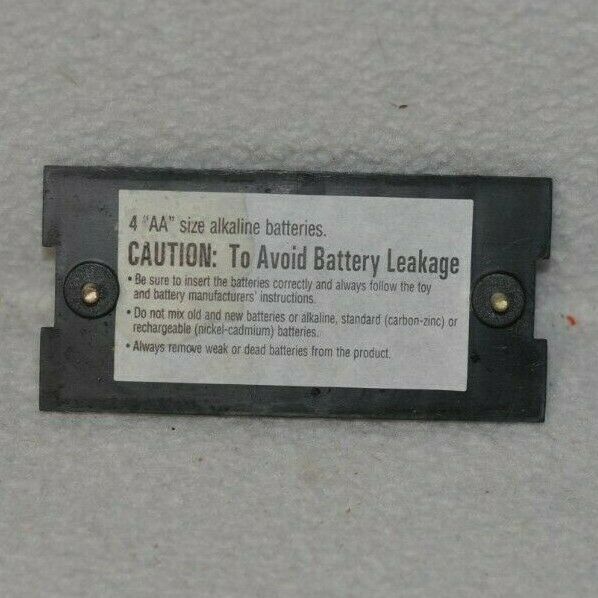 4 "AA" size alkaline batteries.
CAUTION: To Avoid Battery Leakage
• Be sure to insert the batteries correctly and always follow the toy
and battery manufacturers' instructions.
• Do not mix old and new batteries or alkaline, standard (carbon-zinc) or
rechargeable (nickel-cadmium) batteries.
• Always remove weak or dead batteries from the product.